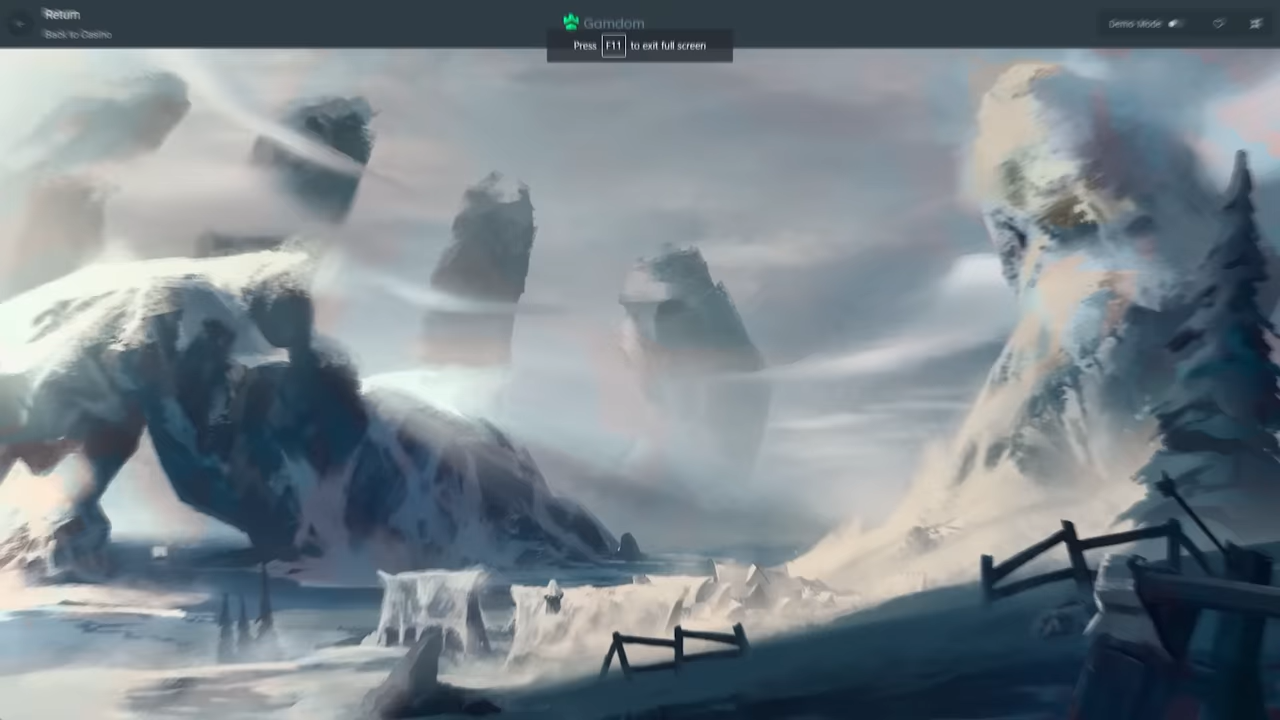 Return
Back to Casino
Gamdom
Press F11 to exit full screen
Demo Mode